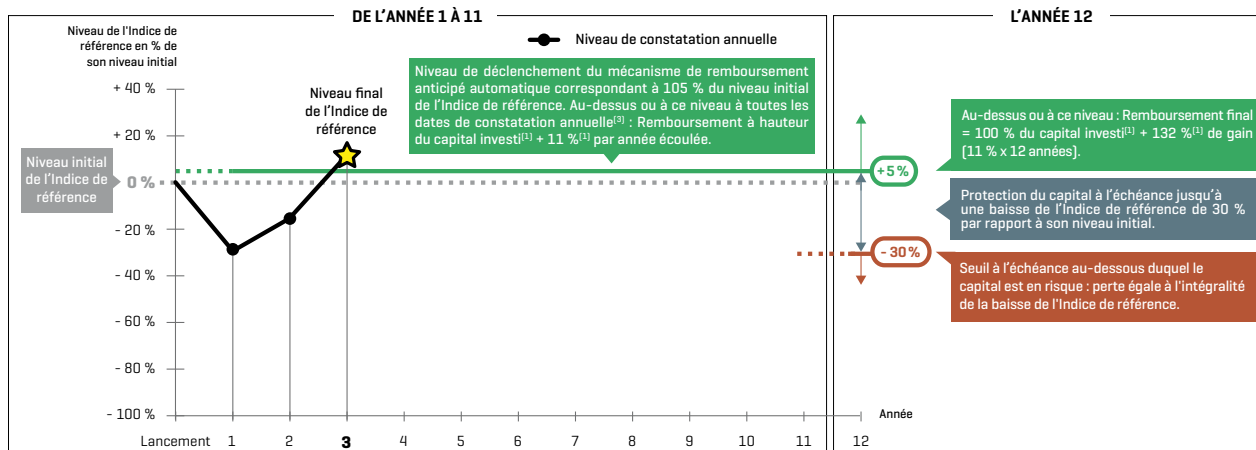 DE L'ANNÉE 1 À 11
L'ANNÉE 12
Niveau de l'Indice de
référence en % de
son niveau initial
Niveau de constatation annuelle
+ 40 %
+ 20 %
0 %
- 20 %
- 40 %
- 60 %
- 80 %
- 100 %
Niveau initial
de l'Indice de
référence
Niveau final
de l'Indice de
référence
Niveau de déclenchement du mécanisme de remboursement
anticipé automatique correspondant à 105 % du niveau initial
de l'Indice de référence. Au-dessus ou à ce niveau à toutes les
dates de constatation annuelle[3] : Remboursement à hauteur
du capital investi[1] + 11 %[1] par année écoulée.
+5 %
- 30 %
Au-dessus ou à ce niveau : Remboursement final
= 100 % du capital investi[1] + 132 %[1] de gain
(11 % x 12 années).
Protection du capital à l'échéance jusqu'à
une baisse de l'Indice de référence de 30 %
par rapport à son niveau initial.
Seuil à l'échéance au-dessous duquel le
capital est en risque : perte égale à l'intégralité
de la baisse de l'Indice de référence.
Année
Lancement 1 2 3 4 5 6 7 8 9 10 11 12